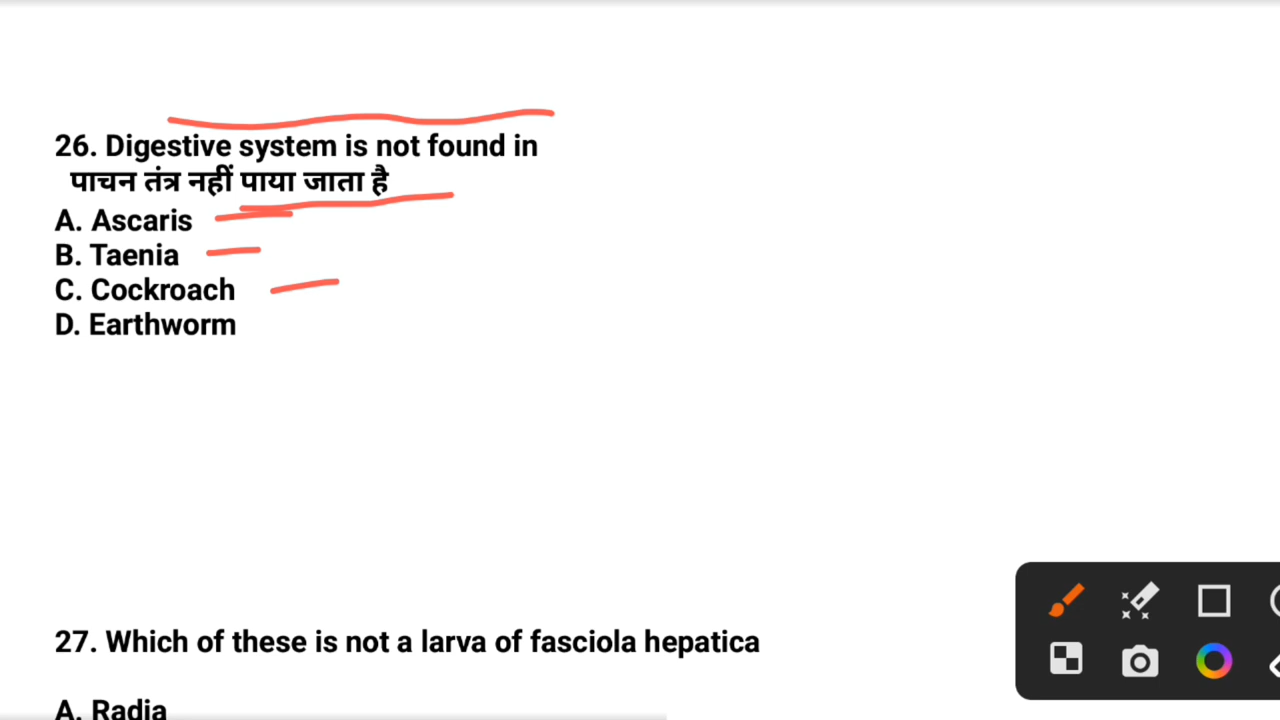 26. Digestive system is not found in
पाचन तंत्र नहीं पाया जाता है
A. Ascaris
B. Taenia
C. Cockroach
D. Earthworm
27. Which of these is not a larva of fasciola hepatica
A. Radia